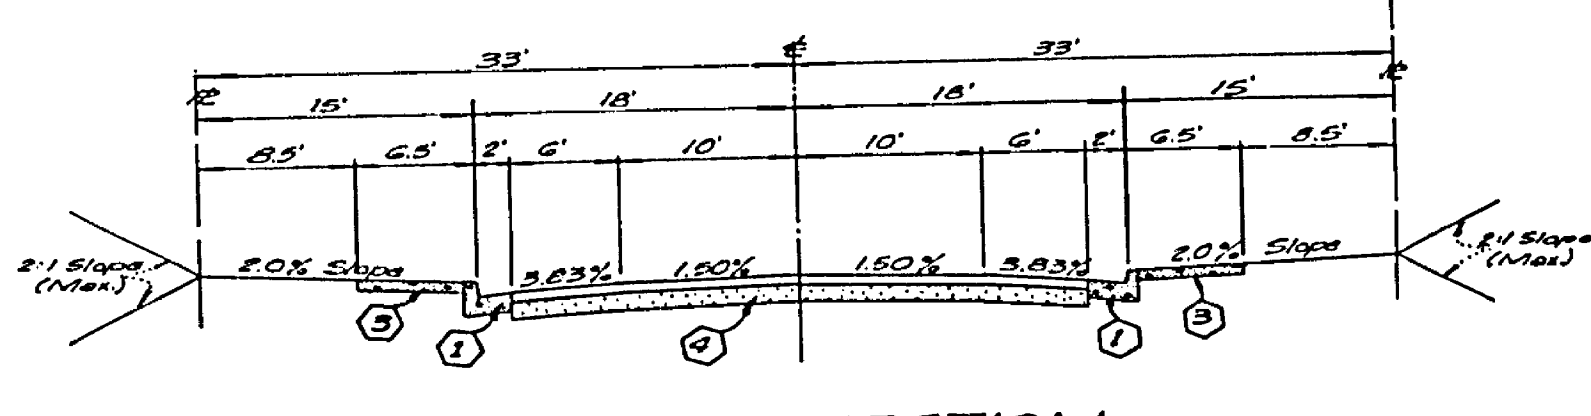 33' 33'
15' 18' 18' 15'
8.5' 6.5' 2' 6' 10' 10' 6' 2' 6.5' 8.5'
2:1 Slope
(Max.)
2.0% Slope 3.83% 1.50% 1.50% 3.83% 2.0% Slope
2:1 Slope
(Max.)
3 1 4 1 3